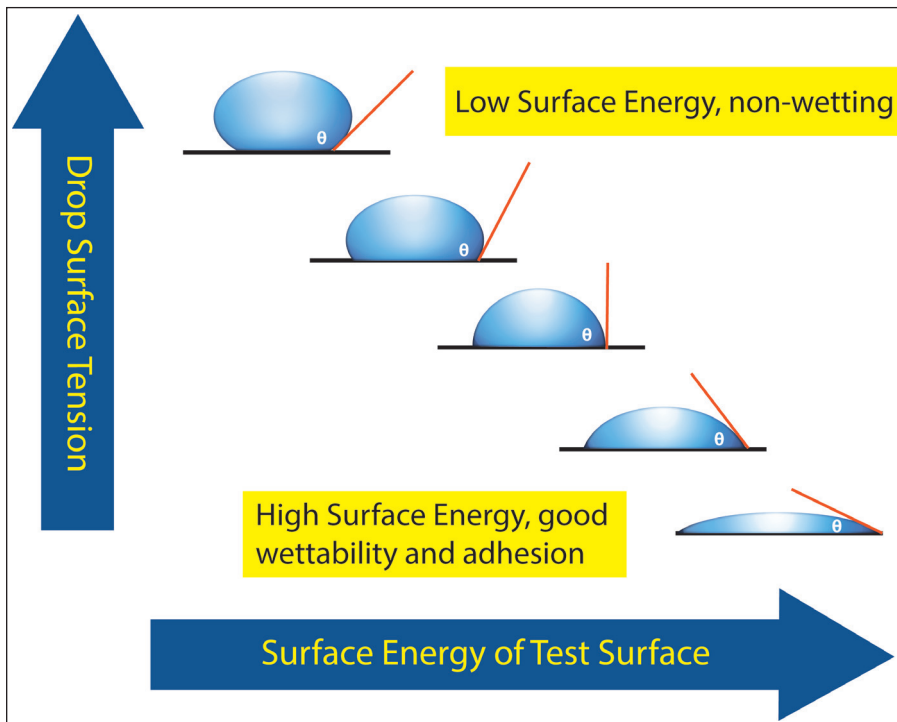 Low Surface Energy, non-wetting
θ
θ
Drop Surface Tension
θ
θ
High Surface Energy, good
wettability and adhesion
θ
Surface Energy of Test Surface